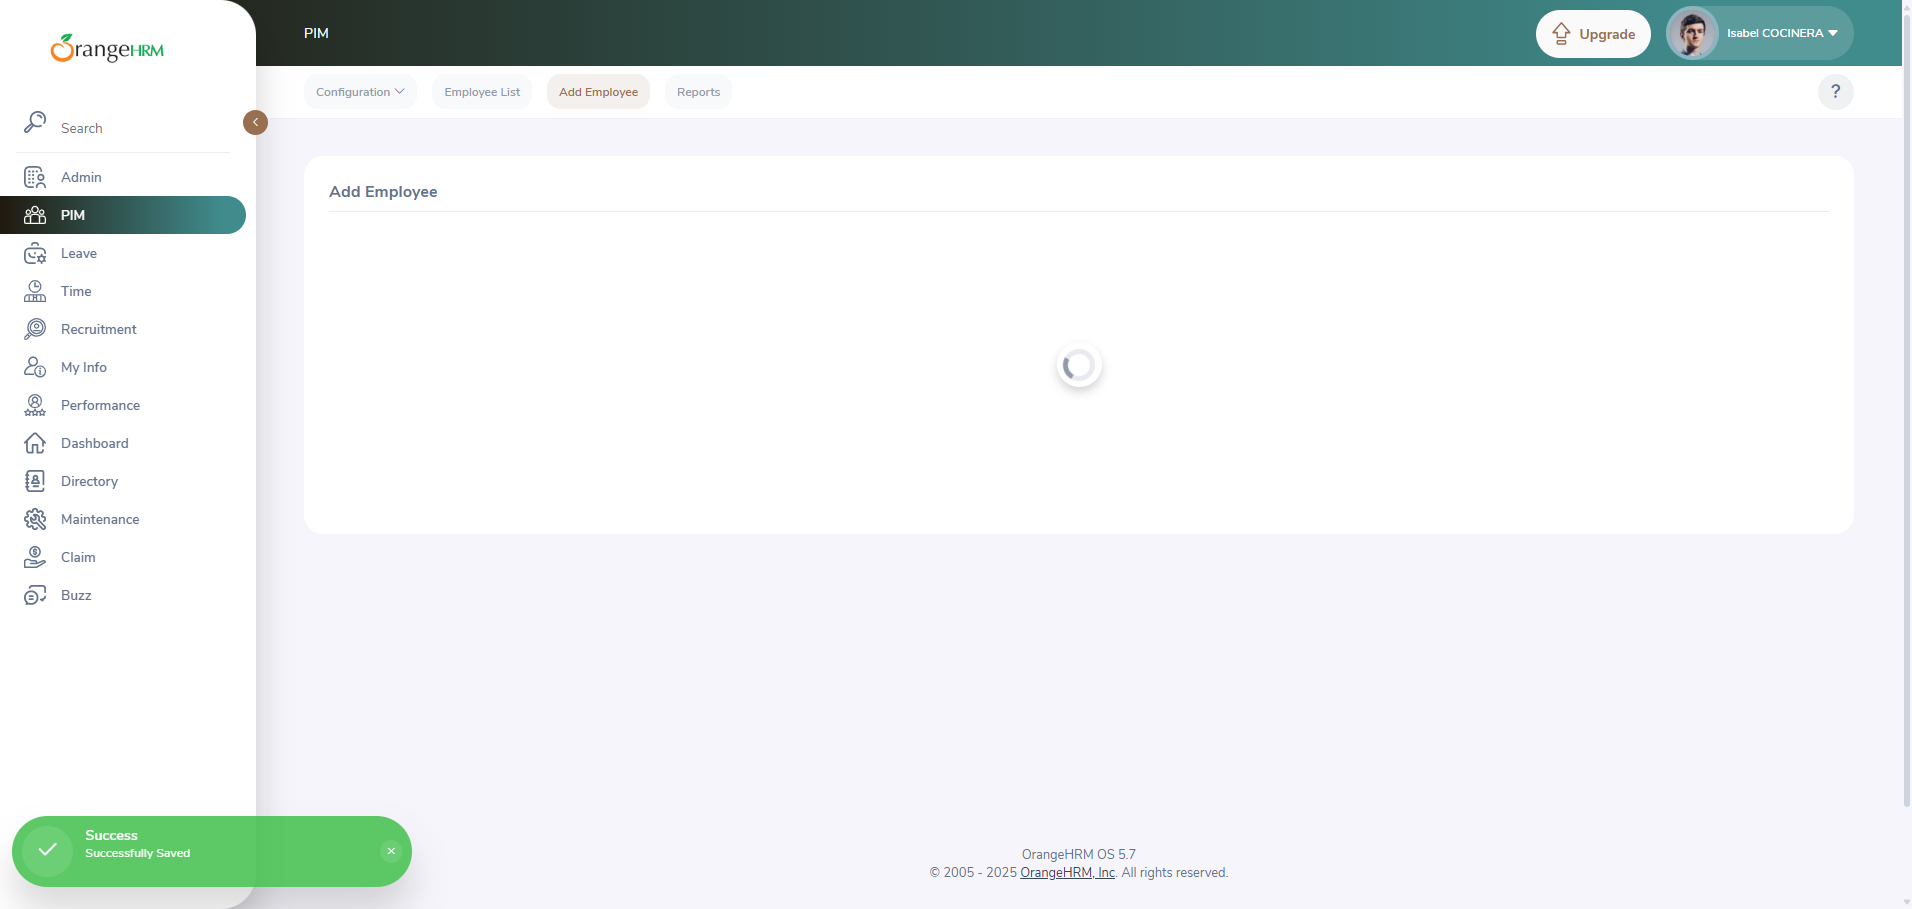 OrangeHRM
PIM
Upgrade
Isabel COCINERA
Configuration
Employee List
Add Employee
Reports
?
Search
Admin
PIM
Leave
Time
Recruitment
My Info
Performance
Dashboard
Directory
Maintenance
Claim
Buzz
Add Employee
Success
Successfully Saved
OrangeHRM OS 5.7
© 2005 - 2025 OrangeHRM, Inc. All rights reserved.